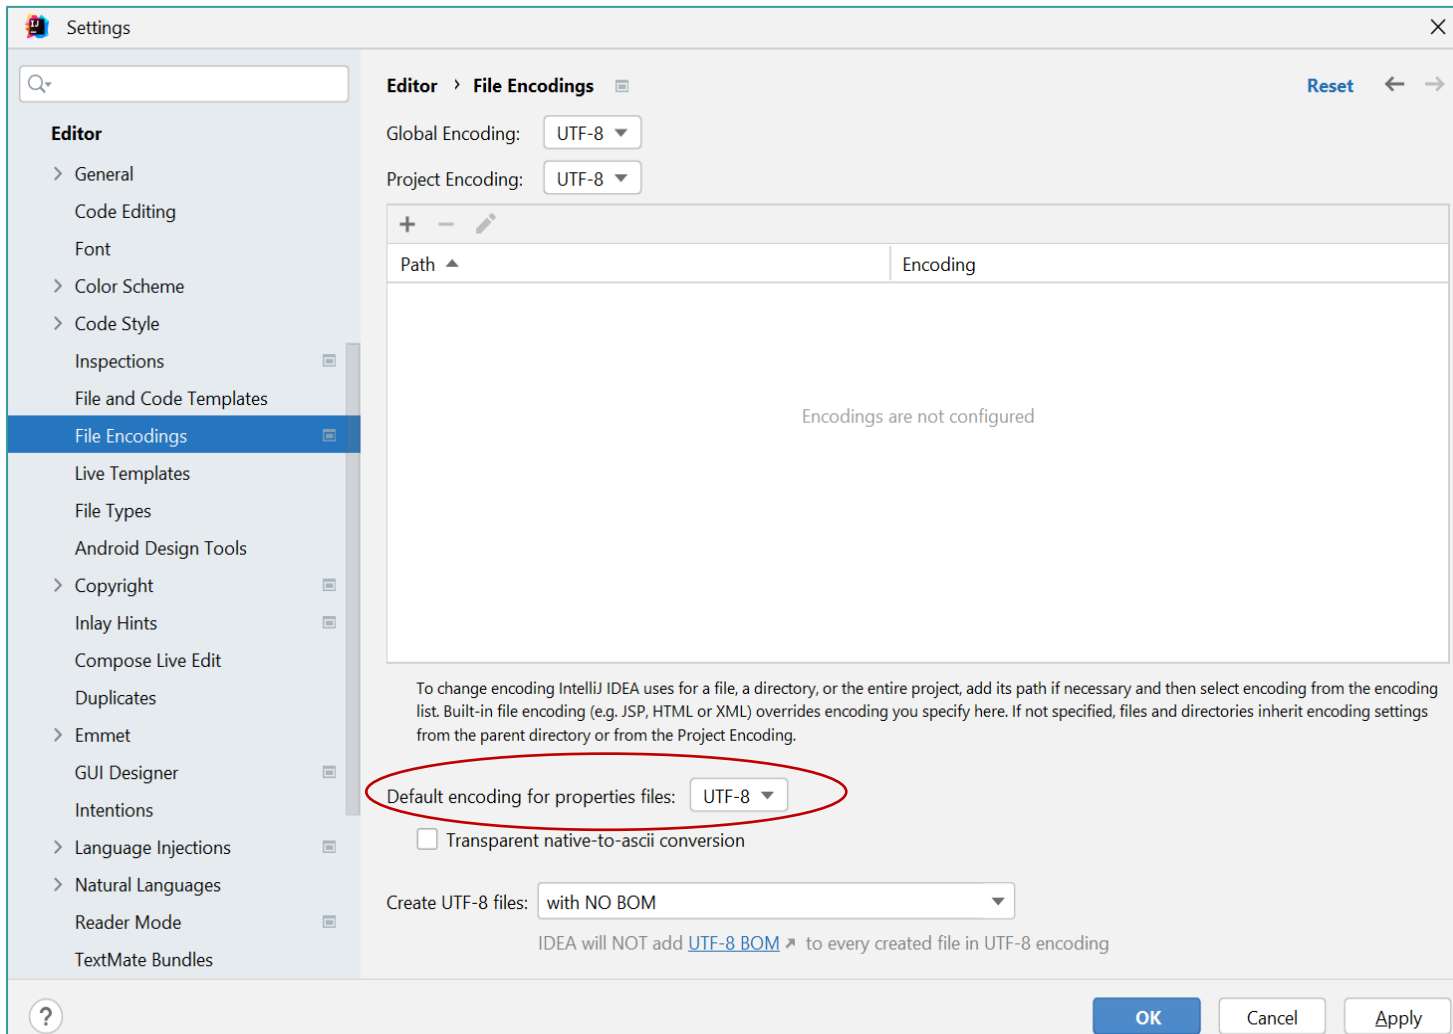 Settings
Editor › File Encodings
Reset
Editor
General
Code Editing
Font
Color Scheme
Code Style
Inspections
File and Code Templates
File Encodings
Live Templates
File Types
Android Design Tools
Copyright
Inlay Hints
Compose Live Edit
Duplicates
Emmet
GUI Designer
Intentions
Language Injections
Natural Languages
Reader Mode
TextMate Bundles
Global Encoding: UTF-8
Project Encoding: UTF-8
Path Encoding
Encodings are not configured
To change encoding IntelliJ IDEA uses for a file, a directory, or the entire project, add its path if necessary and then select encoding from the encoding
list. Built-in file encoding (e.g. JSP, HTML or XML) overrides encoding you specify here. If not specified, files and directories inherit encoding settings
from the parent directory or from the Project Encoding.
Default encoding for properties files: UTF-8
Transparent native-to-ascii conversion
Create UTF-8 files: with NO BOM
IDEA will NOT add UTF-8 BOM ↗ to every created file in UTF-8 encoding
?
OK Cancel Apply